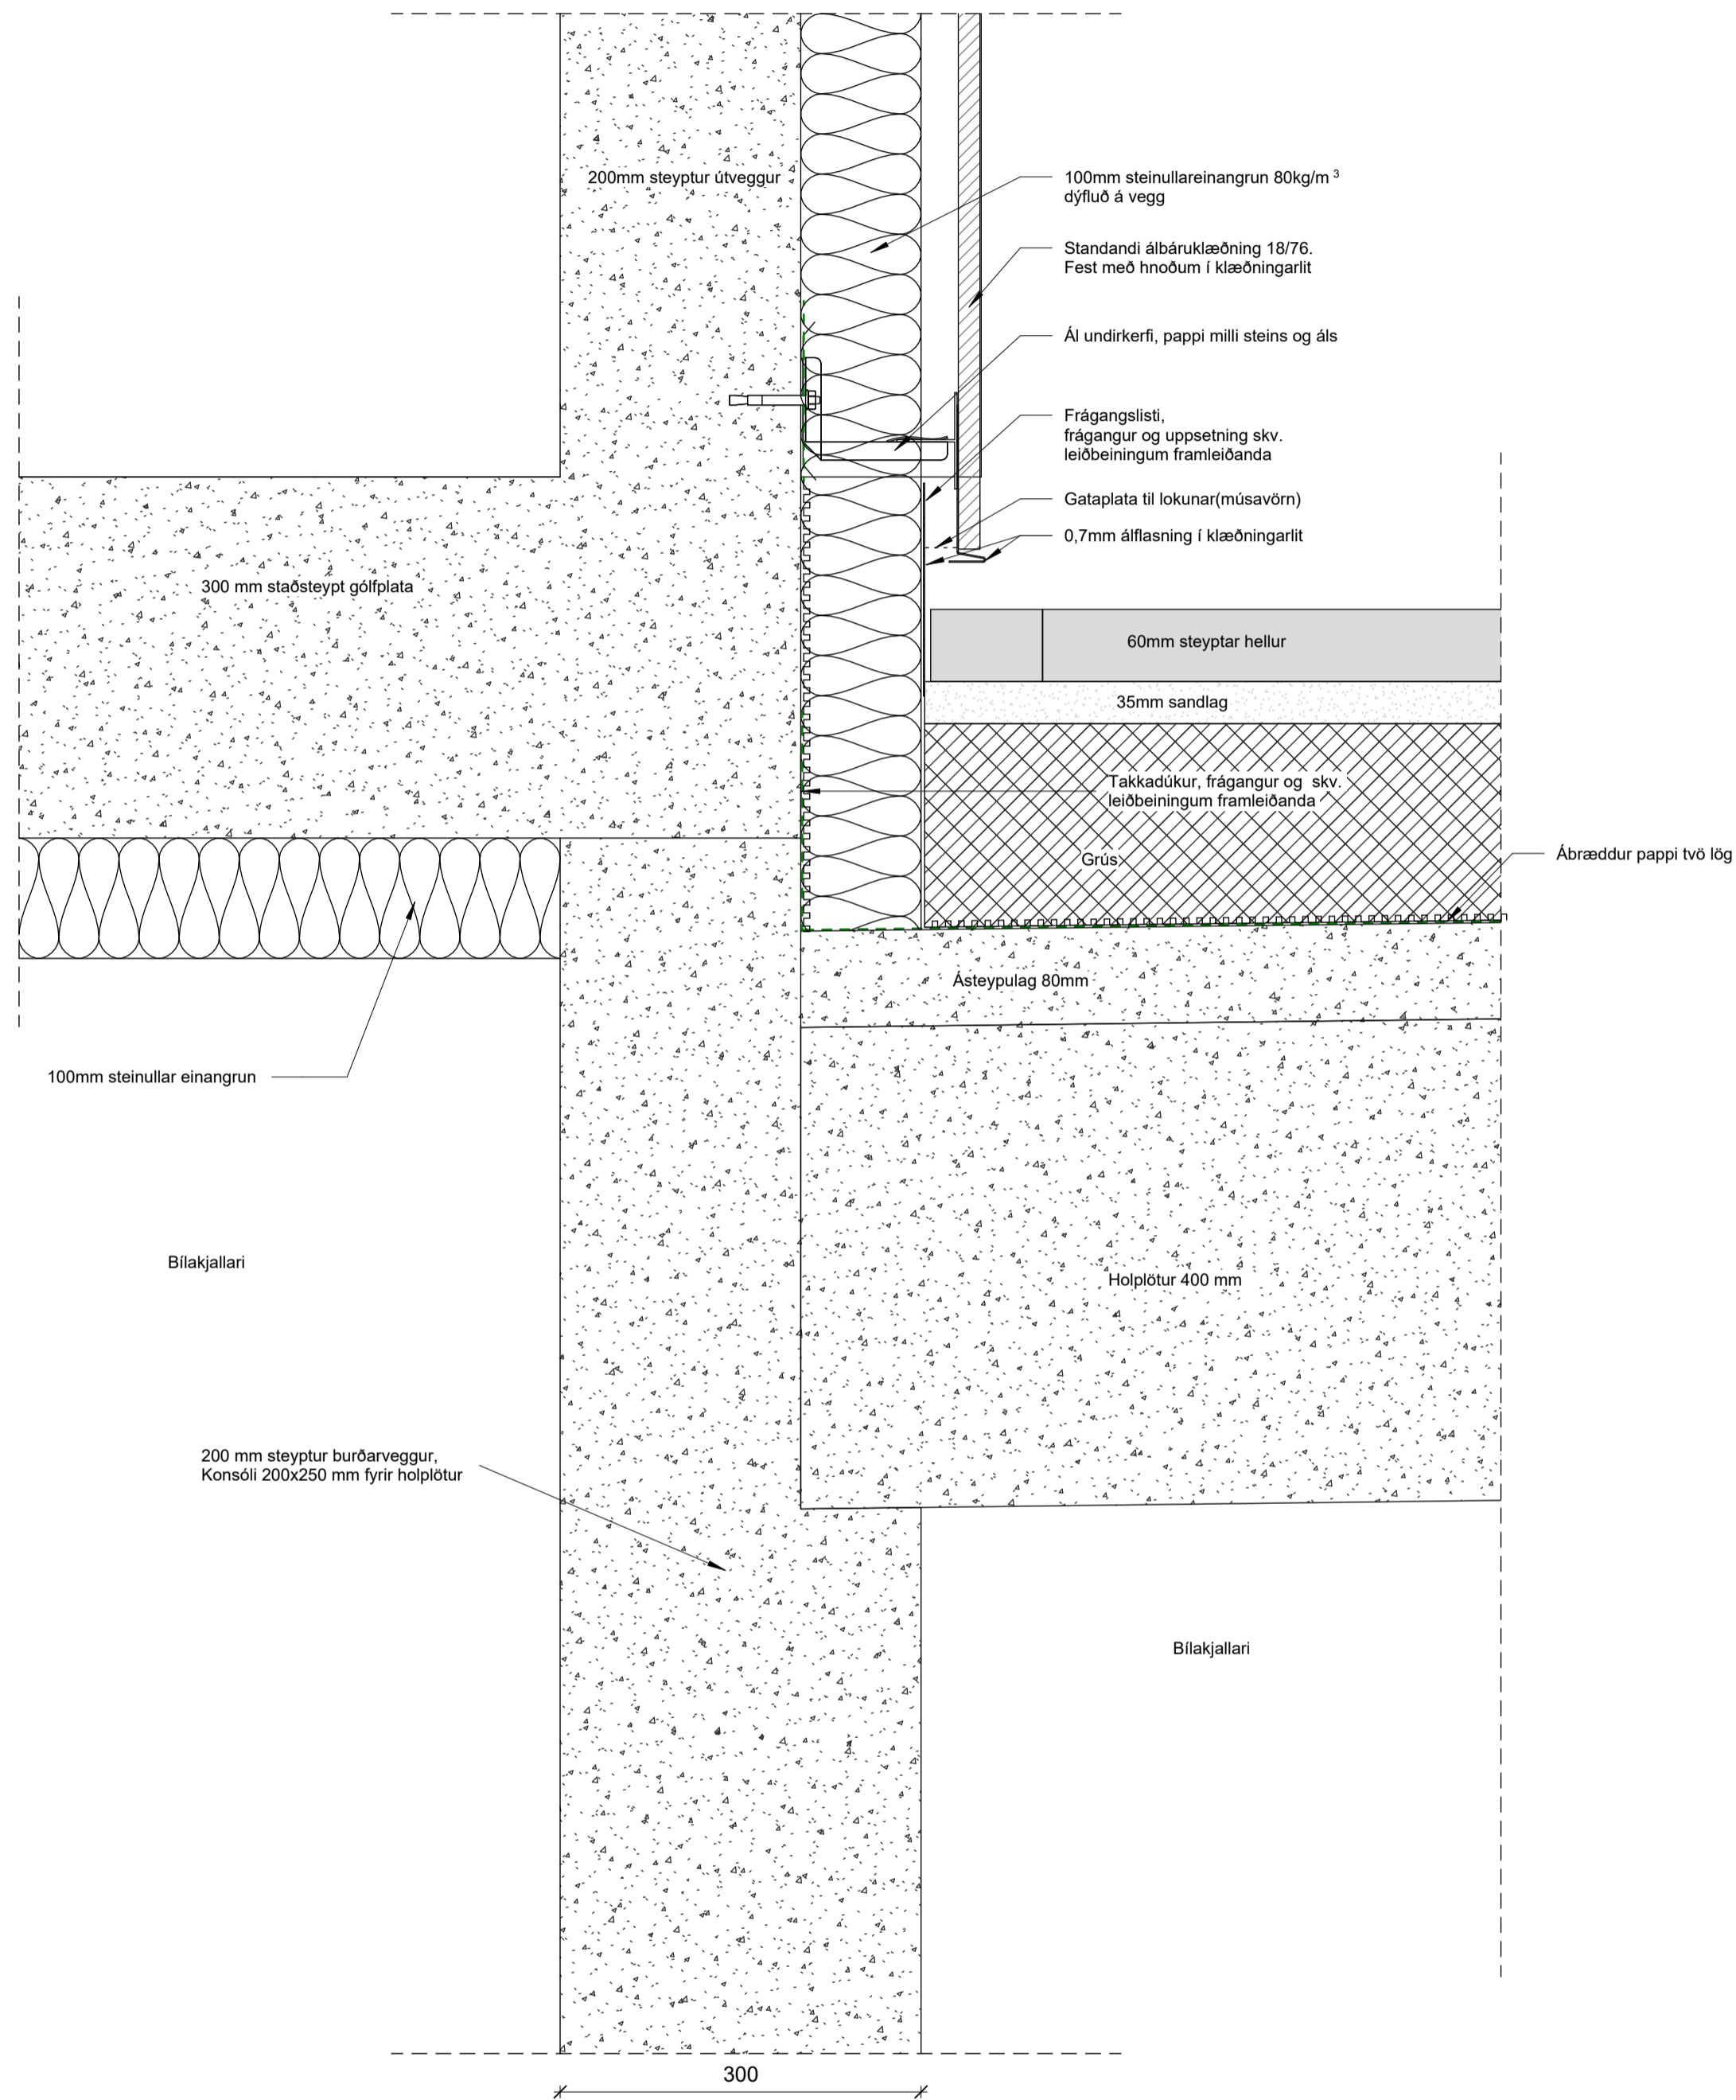 200mm steyptur útveggur
100mm steinullareinangrun 80kg/m³
dýfluð á vegg
Standandi álbáruklæðning 18/76.
Fest með hnoðum í klæðningarlit
Ál undirkerfi, pappi milli steins og áls
Frágangslisti,
frágangur og uppsetning skv.
leiðbeiningum framleiðanda
Gataplata til lokunar(músavörn)
0,7mm álflasning í klæðningarlit
300 mm staðsteypt gólfplata
60mm steyptar hellur
35mm sandlag
Takkadúkur, frágangur og skv.
leiðbeiningum framleiðanda
Grús
Ábræddur pappi tvö lög
Ásteypulag 80mm
100mm steinullar einangrun
Bílakjallari
Holplötur 400 mm
200 mm steyptur burðarveggur,
Konsóli 200x250 mm fyrir holplötur
Bílakjallari
300